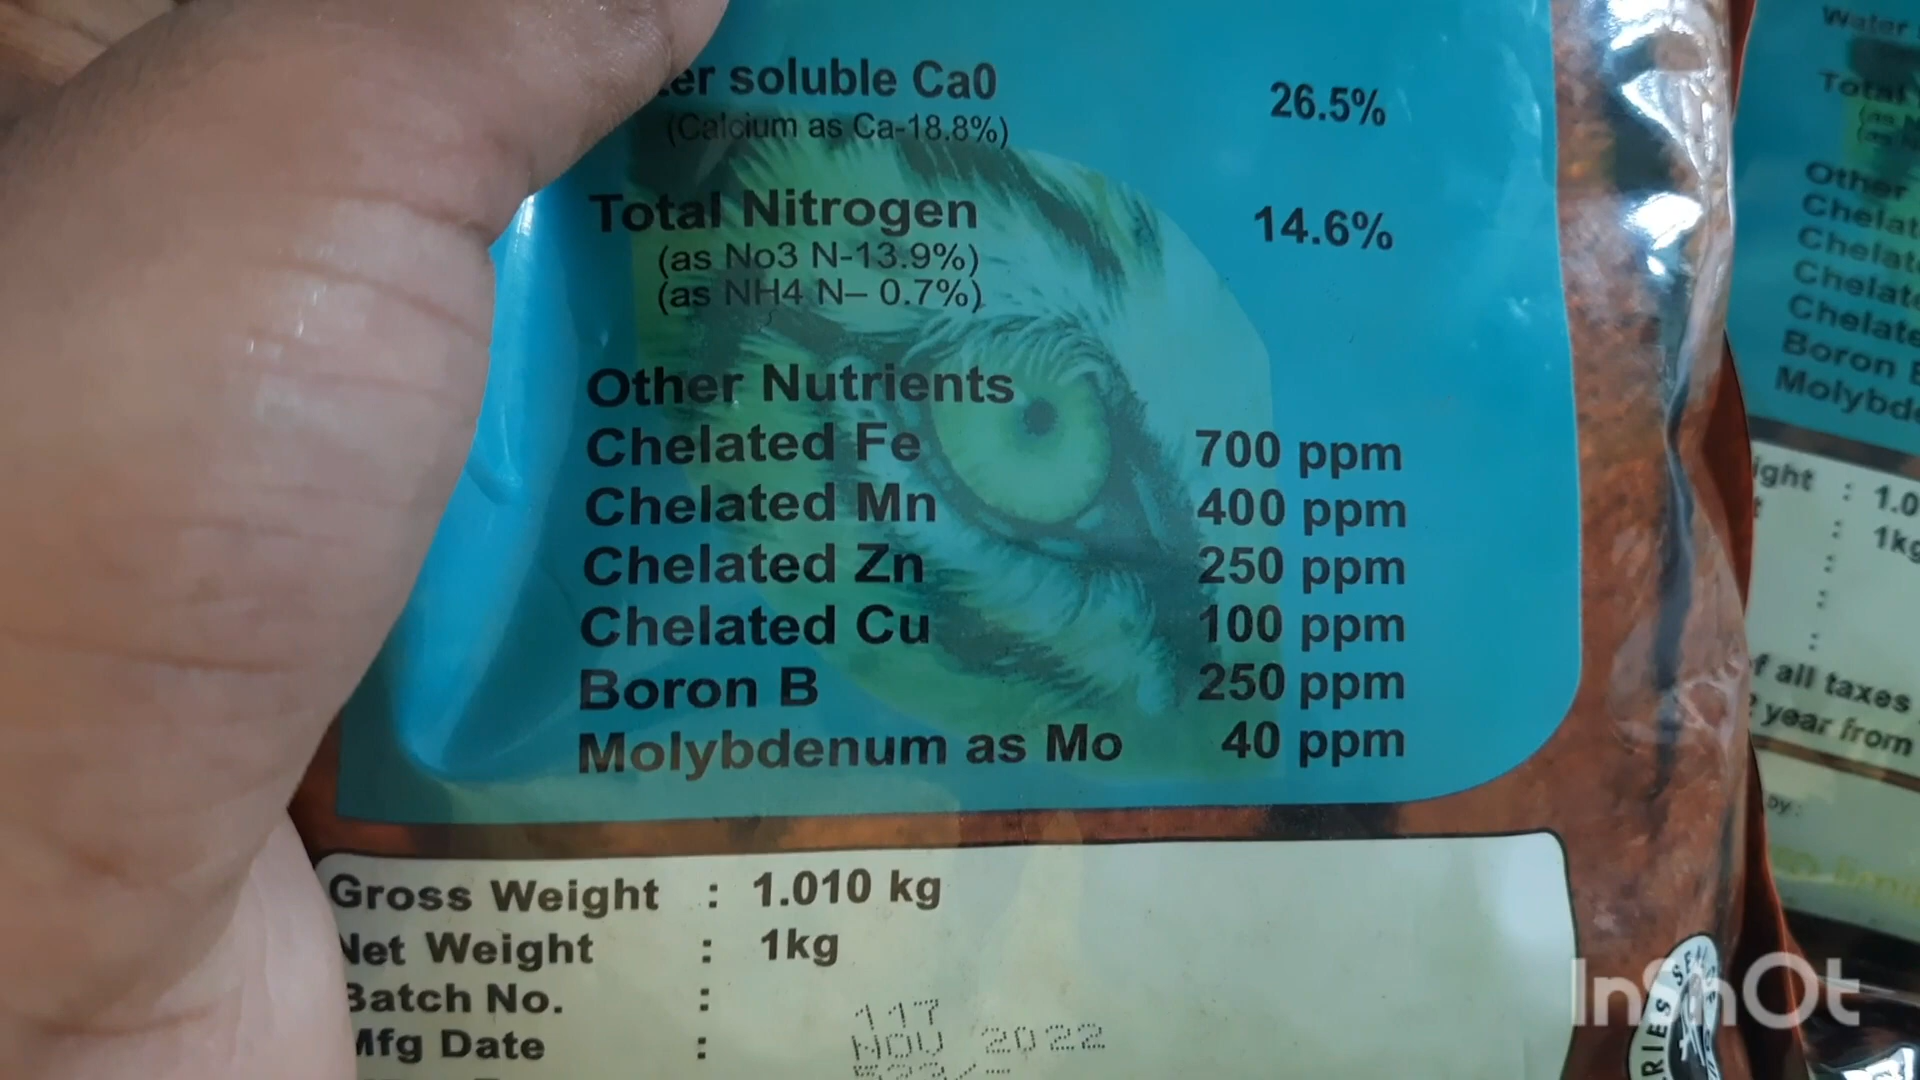 er soluble Ca0 26.5%
(Calcium as Ca-18.8%)
Total Nitrogen 14.6%
(as No3 N-13.9%)
(as NH4 N– 0.7%)
Other Nutrients
Chelated Fe 700 ppm
Chelated Mn 400 ppm
Chelated Zn 250 ppm
Chelated Cu 100 ppm
Boron B 250 ppm
Molybdenum as Mo 40 ppm
Gross Weight : 1.010 kg
Net Weight : 1kg
Batch No. : 117
Mfg Date : NOV 2022
Water
Total
Other
Chelat
Chelate
Chelate
Chelate
Boron B
Molybde
ight : 1.0
: 1kg
:
:
:
f all taxes
year from
by:
InShOt